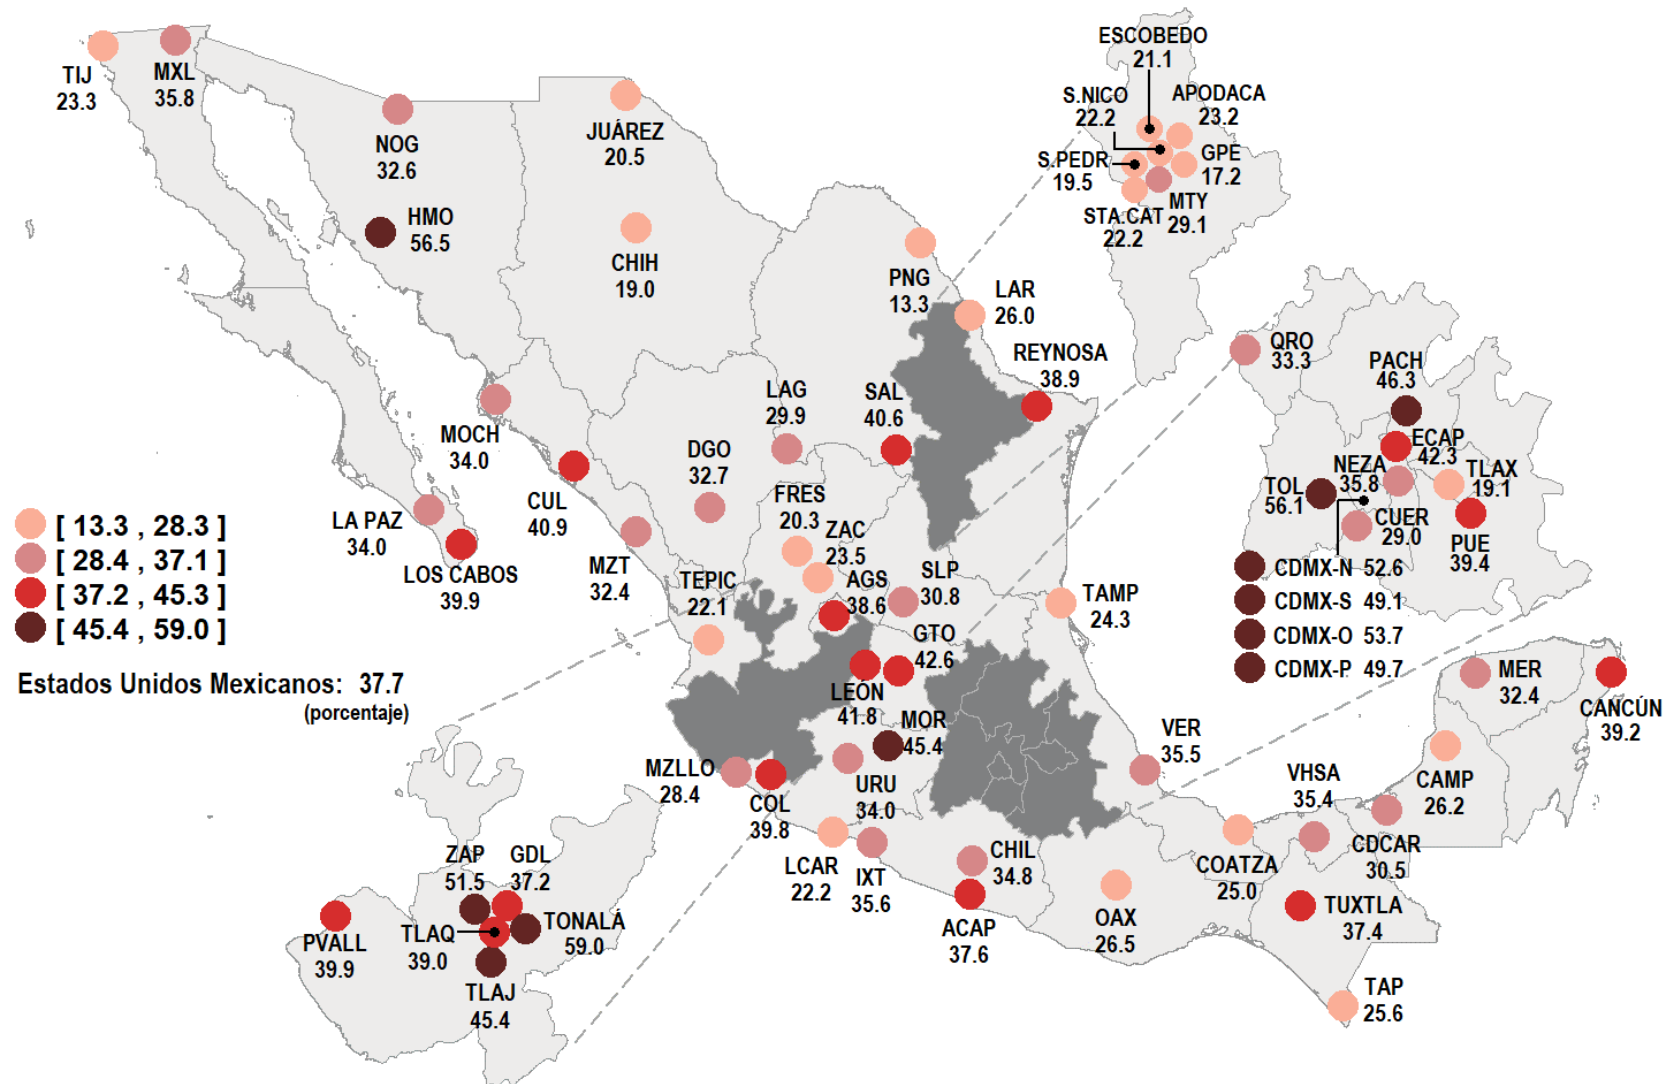 TIJ
23.3
MXL
35.8
NOG
32.6
HMO
56.5
JUÁREZ
20.5
CHIH
19.0
PNG
13.3
LAR
26.0
REYNOSA
38.9
ESCOBEDO
21.1
S.NICO
22.2
APODACA
23.2
S.PEDR
19.5
GPE
17.2
STA.CAT
22.2
MTY
29.1
LAG
29.9
SAL
40.6
MOCH
34.0
CUL
40.9
DGO
32.7
FRES
20.3
ZAC
23.5
LA PAZ
34.0
LOS CABOS
39.9
MZT
32.4
TEPIC
22.1
AGS
38.6
SLP
30.8
TAMP
24.3
GTO
42.6
LEÓN
41.8
MOR
45.4
QRO
33.3
PACH
46.3
ECAP
42.3
NEZA
35.8
TLAX
19.1
TOL
56.1
CUER
29.0
PUE
39.4
CDMX-N 52.6
CDMX-S 49.1
CDMX-O 53.7
CDMX-P 49.7
[ 13.3 , 28.3 ]
[ 28.4 , 37.1 ]
[ 37.2 , 45.3 ]
[ 45.4 , 59.0 ]
Estados Unidos Mexicanos: 37.7
(porcentaje)
MZLLO
28.4
COL
39.8
URU
34.0
LCAR
22.2
IXT
35.6
CHIL
34.8
ACAP
37.6
OAX
26.5
VER
35.5
COATZA
25.0
VHSA
35.4
CDCAR
30.5
CAMP
26.2
MER
32.4
CANCÚN
39.2
TUXTLA
37.4
TAP
25.6
ZAP
51.5
GDL
37.2
TONALÁ
59.0
TLAQ
39.0
PVALL
39.9
TLAJ
45.4